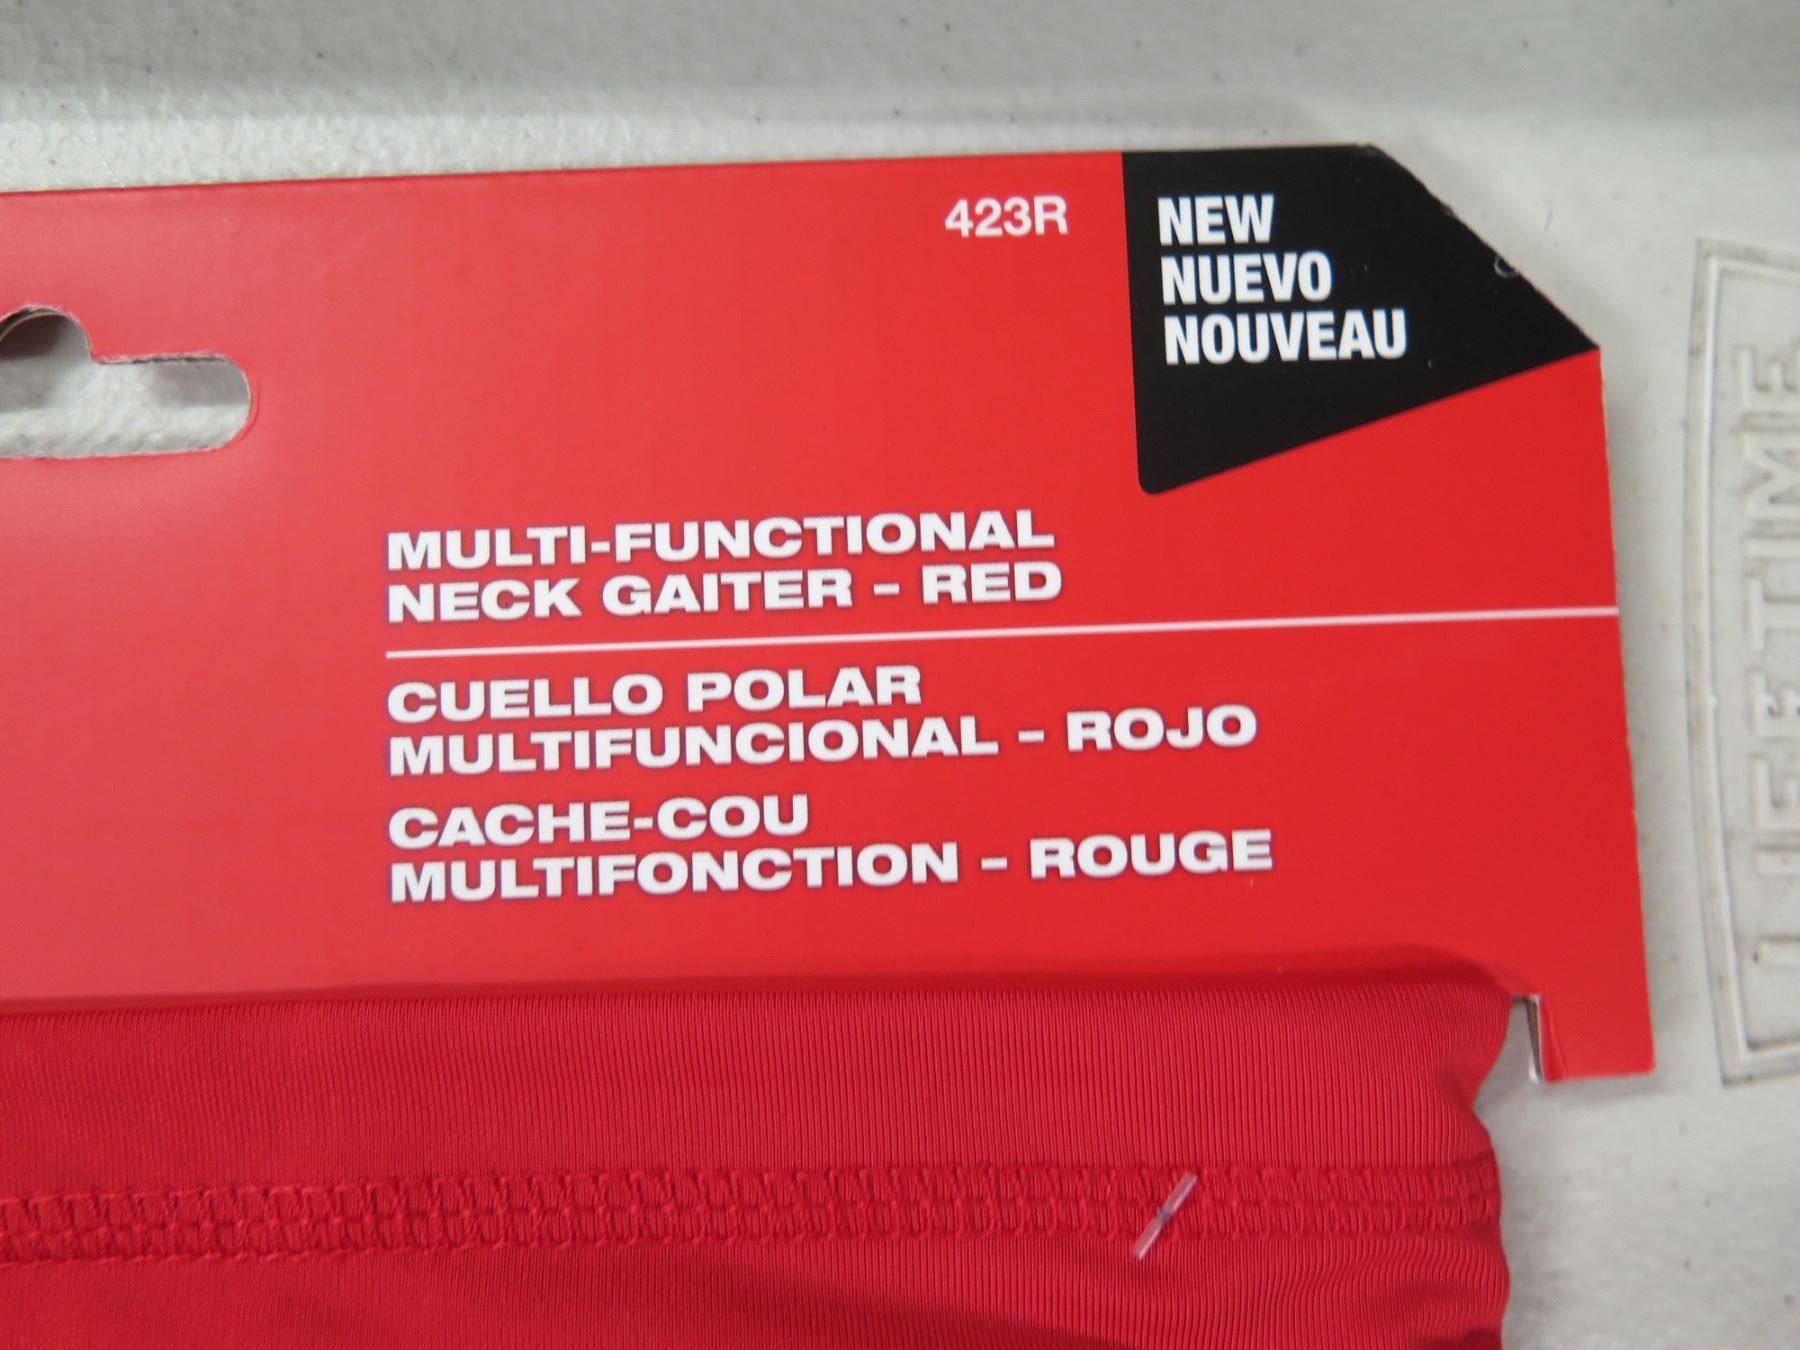 423R
NEW
NUEVO
NOUVEAU
MULTI-FUNCTIONAL
NECK GAITER – RED
CUELLO POLAR
MULTIFUNCIONAL – ROJO
CACHE-COU
MULTIFONCTION – ROUGE
LIFETIME